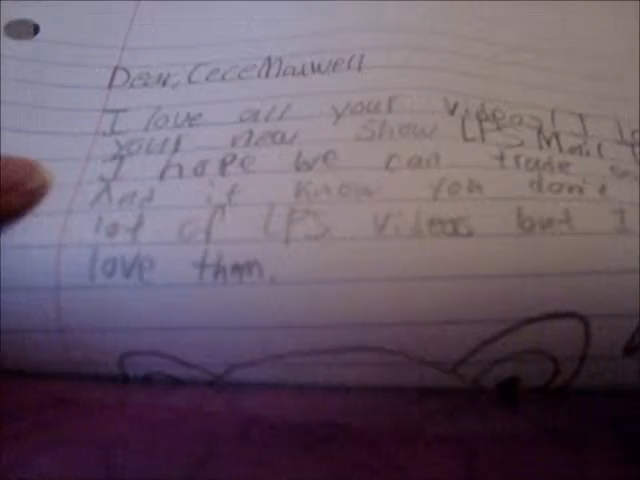 Dear, CeceMaxwell
I love all your videos! I
your new show LPS Mail
I hope we can trade
And it know you don't
lot of LPS videos but I
love them.